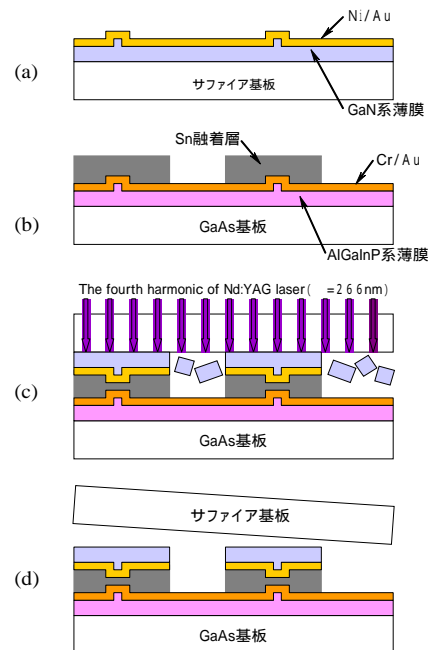 Ni/Au
(a)
サファイア基板
GaN系薄膜
Sn融着層
Cr/Au
(b)
GaAs基板
AlGaInP系薄膜
The fourth harmonic of Nd:YAG laser( =266nm)
(c)
GaAs基板
サファイア基板
(d)
GaAs基板